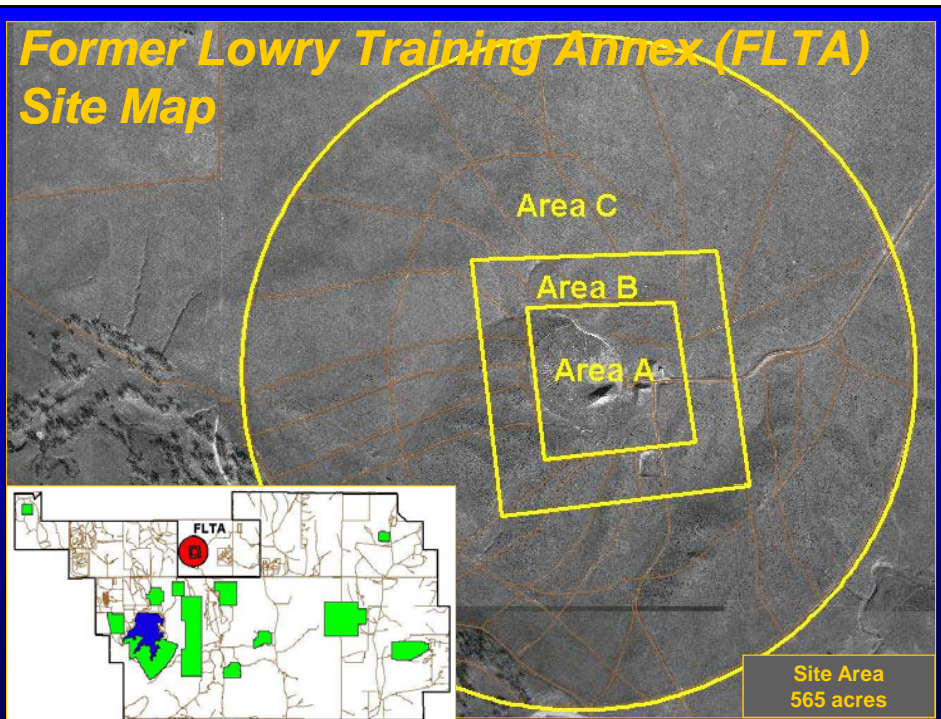 Former Lowry Training Annex (FLTA)
Site Map
Area C
Area B
Area A
FLTA
Site Area
565 acres